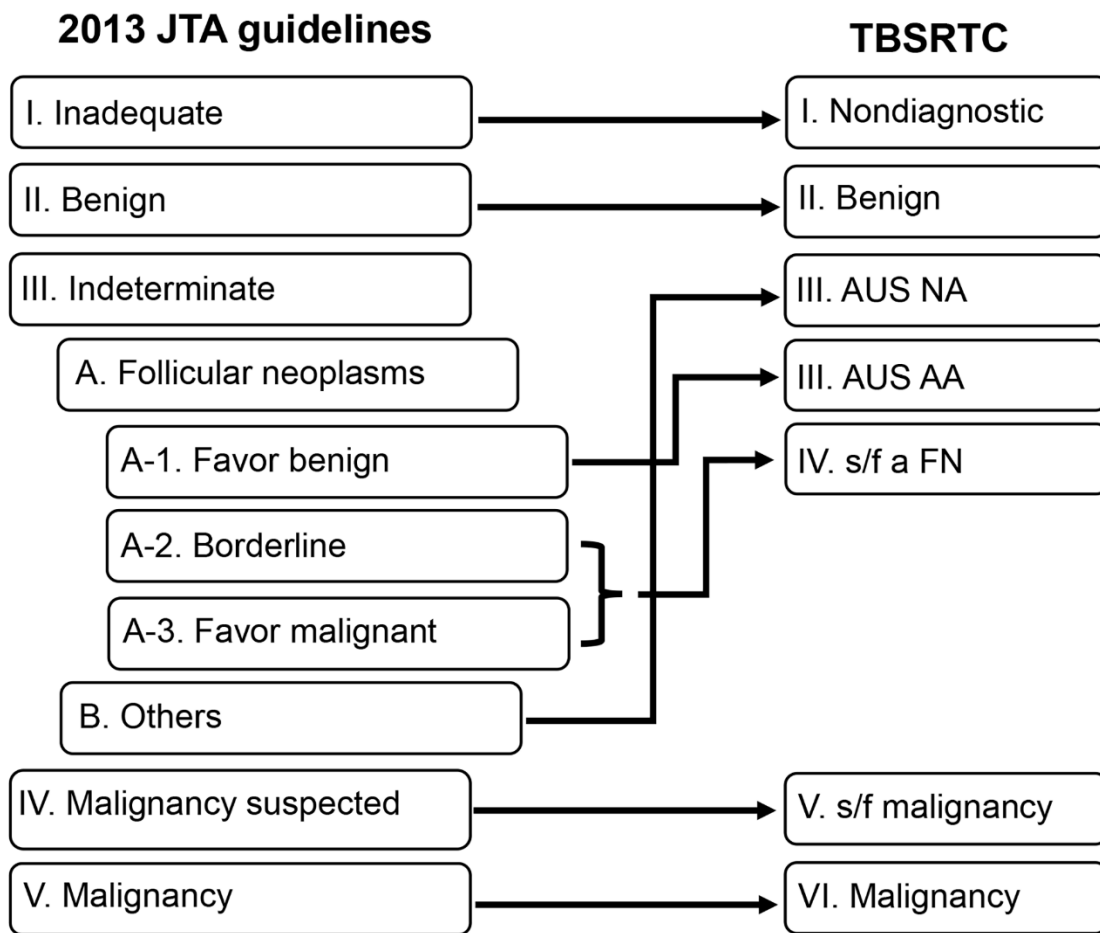 2013 JTA guidelines
TBSRTC
I. Inadequate
I. Nondiagnostic
II. Benign
II. Benign
III. Indeterminate
III. AUS NA
A. Follicular neoplasms
III. AUS AA
A-1. Favor benign
IV. s/f a FN
A-2. Borderline
A-3. Favor malignant
B. Others
IV. Malignancy suspected
V. s/f malignancy
V. Malignancy
VI. Malignancy